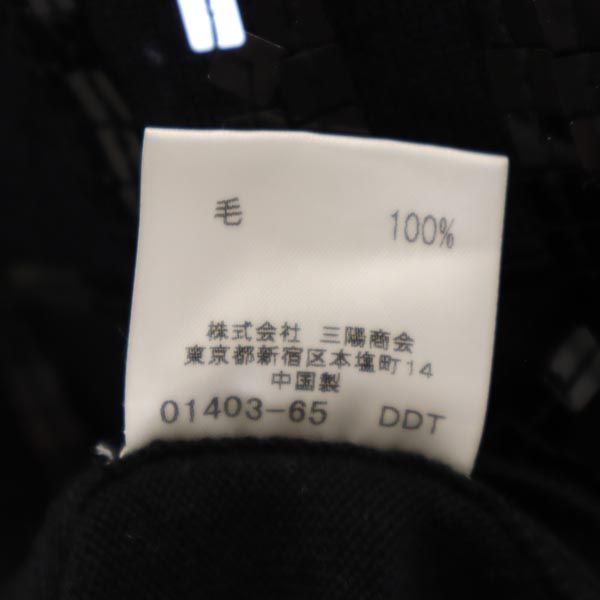 毛 100%
株式会社 三陽商会
東京都新宿区本塩町14
中国製
01403-65 DDT